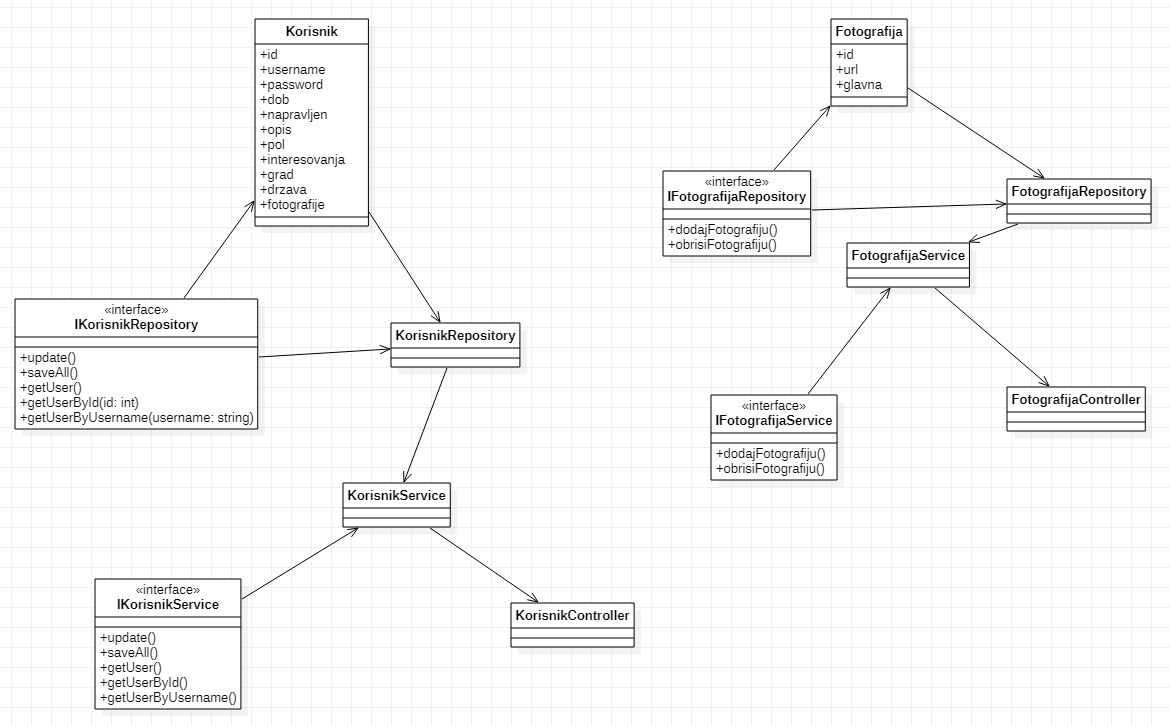 Korisnik
+id
+username
+password
+dob
+napravljen
+opis
+pol
+interesovanja
+grad
+drzava
+fotografije
«interface»
IKorisnikRepository
+update()
+saveAll()
+getUser()
+getUserById(id: int)
+getUserByUsername(username: string)
KorisnikRepository
KorisnikService
«interface»
IKorisnikService
+update()
+saveAll()
+getUser()
+getUserById()
+getUserByUsername()
KorisnikController
Fotografija
+id
+url
+glavna
«interface»
IFotografijaRepository
+dodajFotografiju()
+obrisiFotografiju()
FotografijaRepository
FotografijaService
«interface»
IFotografijaService
+dodajFotografiju()
+obrisiFotografiju()
FotografijaController